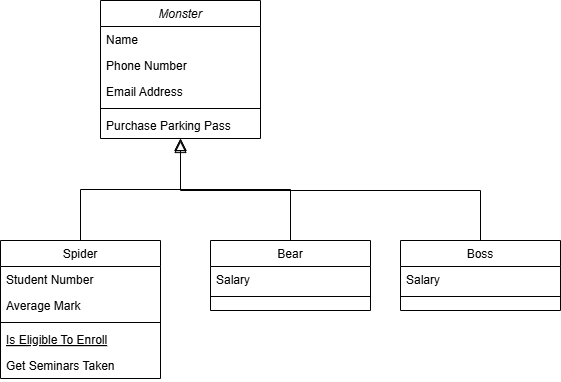 Monster
Name
Phone Number
Email Address
Purchase Parking Pass
Spider
Student Number
Average Mark
Is Eligible To Enroll
Get Seminars Taken
Bear
Salary
Boss
Salary